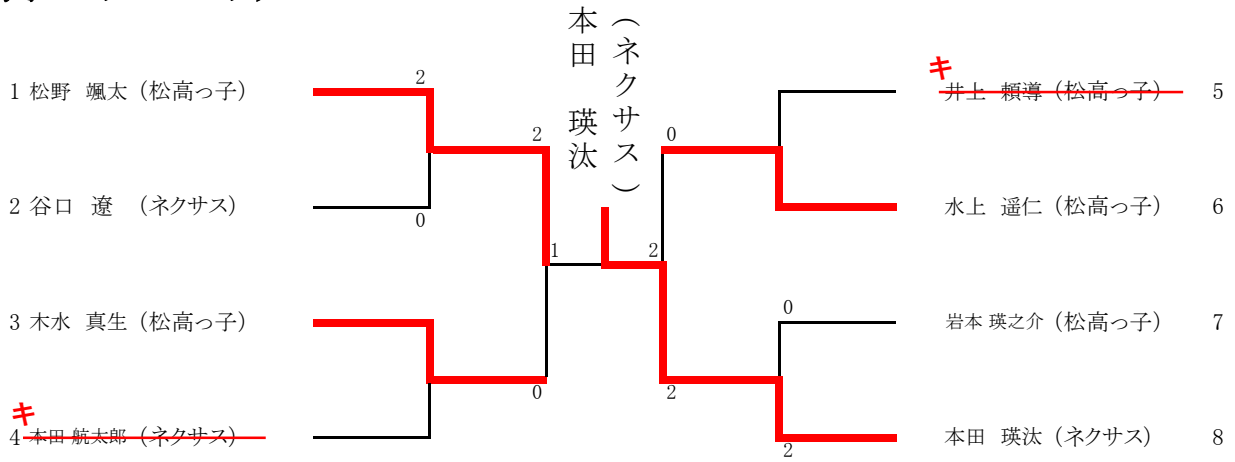 本田 瑛汰
（ネクサス）
1 松野 颯太（松高っ子）
2 谷口 遼 （ネクサス）
3 木水 真生（松高っ子）
キ
4 本田 航太郎（ネクサス）
2
0
2
0
1
2
0
2
0
2
キ
井上 頼導（松高っ子） 5
水上 遥仁（松高っ子） 6
岩本 瑛之介（松高っ子） 7
本田 瑛汰（ネクサス） 8